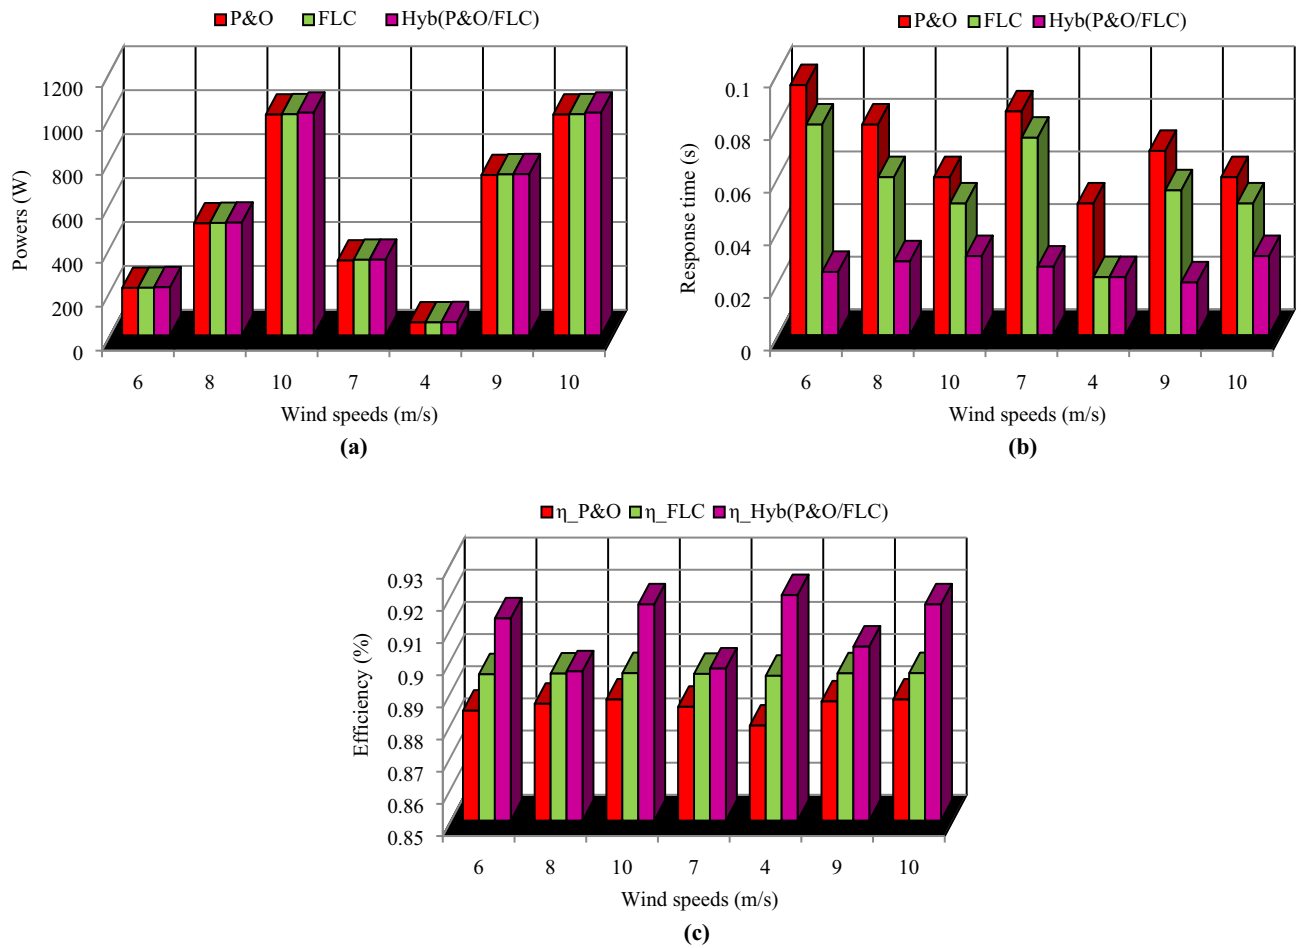 P&O FLC Hyb(P&O/FLC)
1200
1000
800
600
400
200
0
Powers (W)
6 8 10 7 4 9 10
Wind speeds (m/s)
(a)
P&O FLC Hyb(P&O/FLC)
0.1
0.08
0.06
0.04
0.02
0
Response time (s)
6 8 10 7 4 9 10
Wind speeds (m/s)
(b)
η_P&O η_FLC η_Hyb(P&O/FLC)
0.93
0.92
0.91
0.9
0.89
0.88
0.87
0.86
0.85
Efficiency (%)
6 8 10 7 4 9 10
Wind speeds (m/s)
(c)